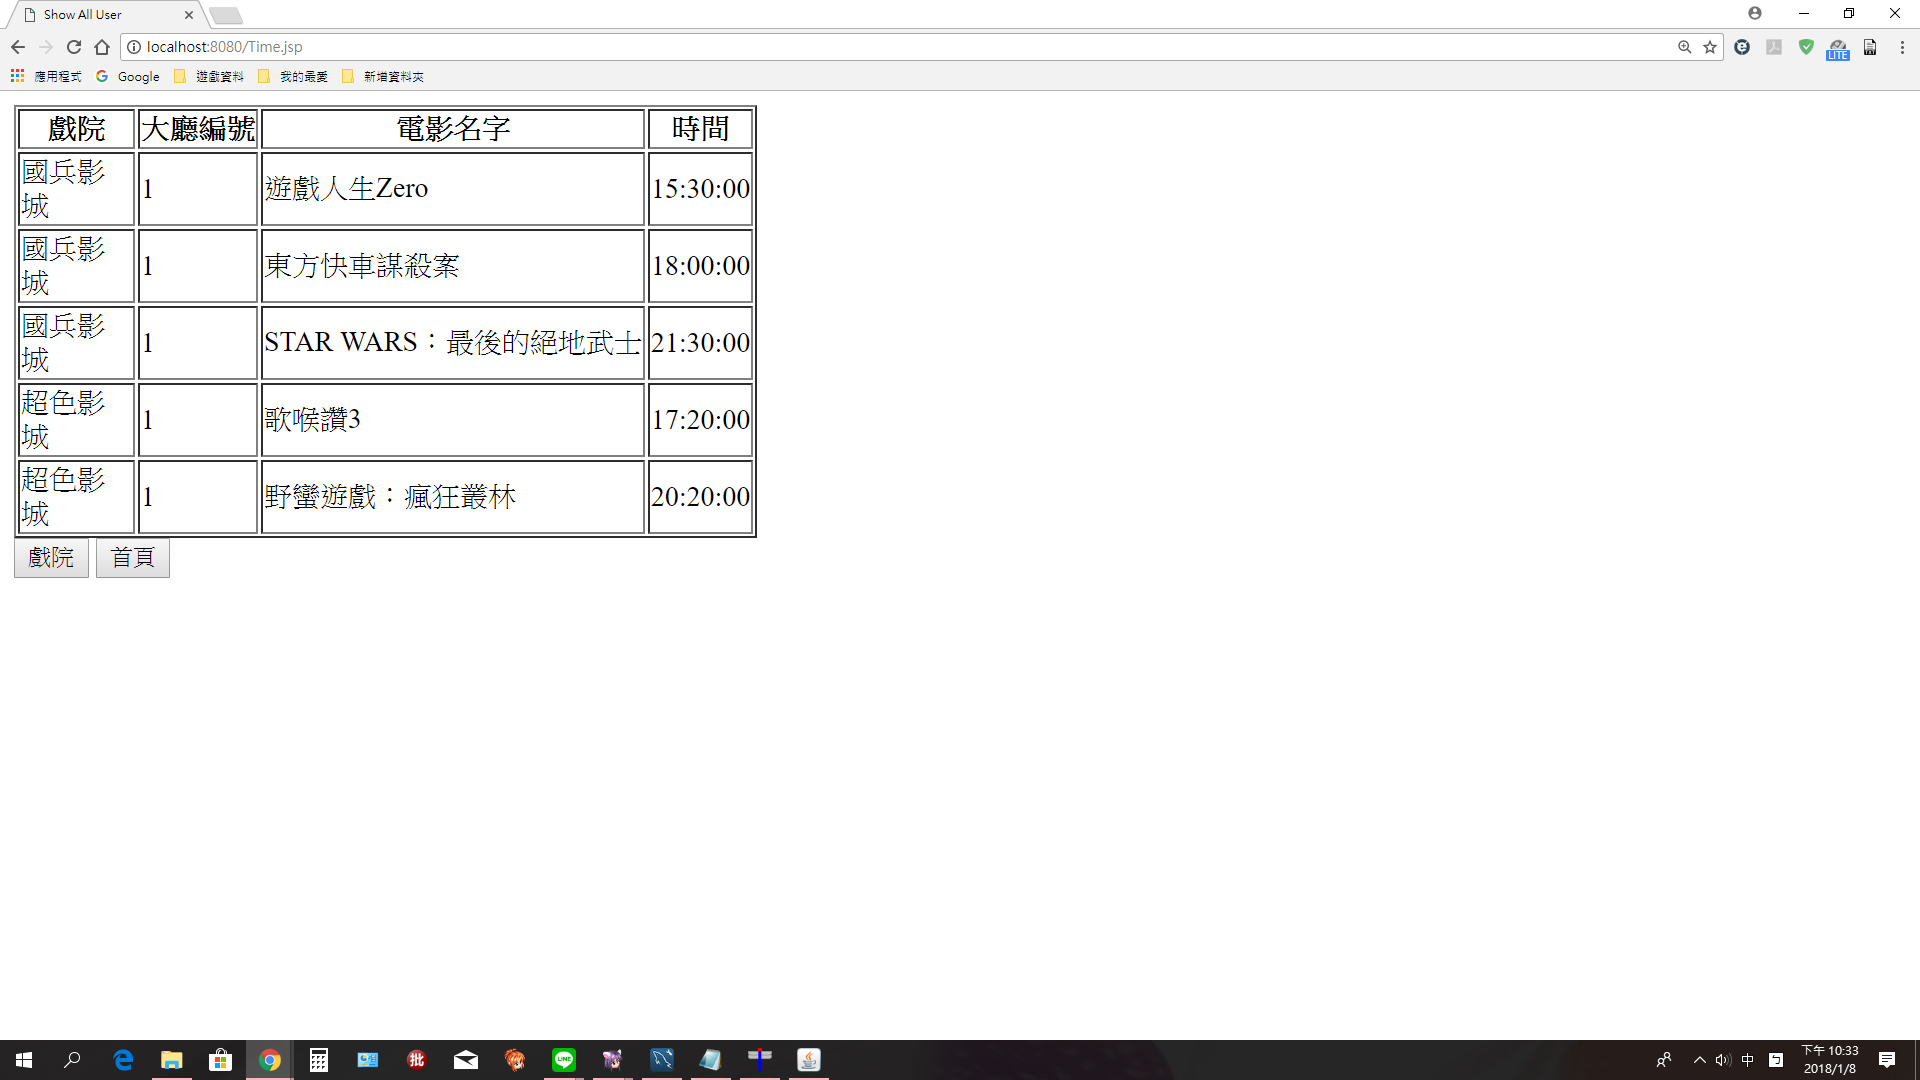 Show All User
localhost:8080/Time.jsp
LITE
應用程式 Google 遊戲資料 我的最愛 新增資料夾
戲院 大廳編號 電影名字 時間
國兵影
城 1 遊戲人生Zero 15:30:00
國兵影
城 1 東方快車謀殺案 18:00:00
國兵影
城 1 STAR WARS：最後的絕地武士 21:30:00
超色影
城 1 歌喉讚3 17:20:00
超色影
城 1 野蠻遊戲：瘋狂叢林 20:20:00
戲院 首頁
批 LINE 中 ㄅ 下午 10:33
2018/1/8